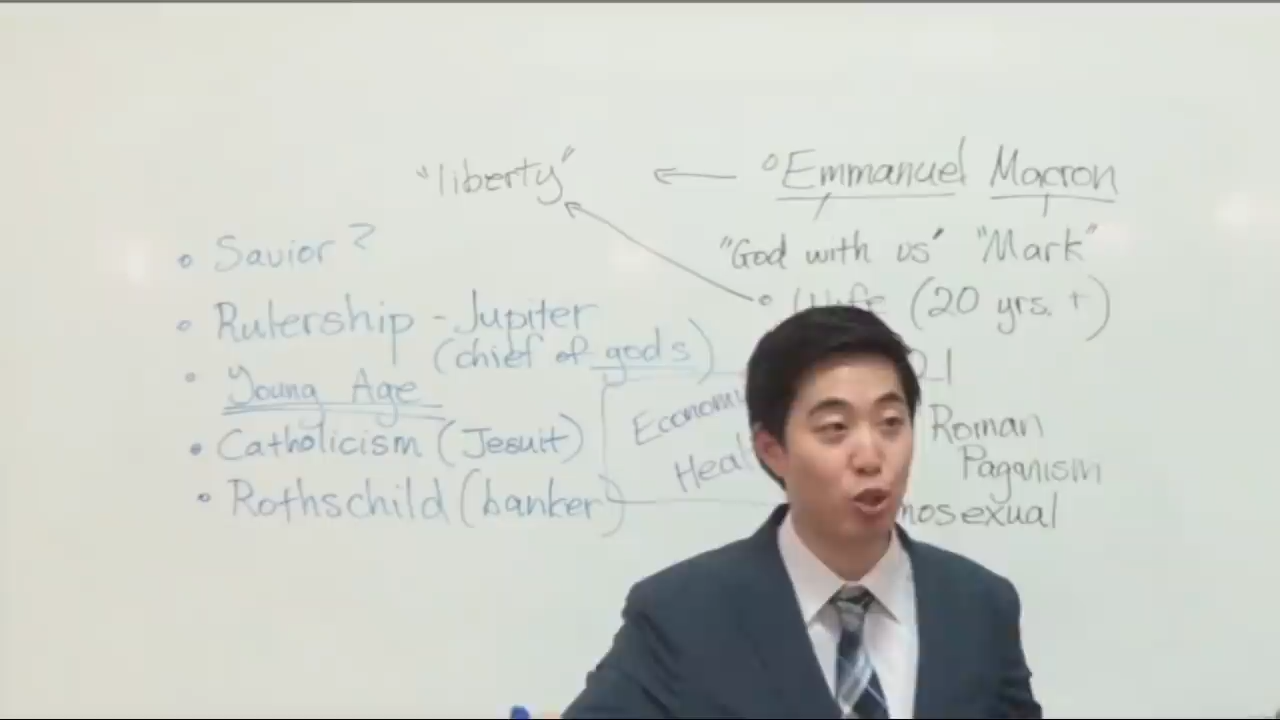 "liberty" ← ° Emmanuel Macron
"God with us" "Mark"
• Savior?
• Wife (20 yrs. +)
• Rulership - Jupiter
(chief of gods)
• Young Age
• Catholicism (Jesuit)
Roman
Paganism
• Rothschild (banker)